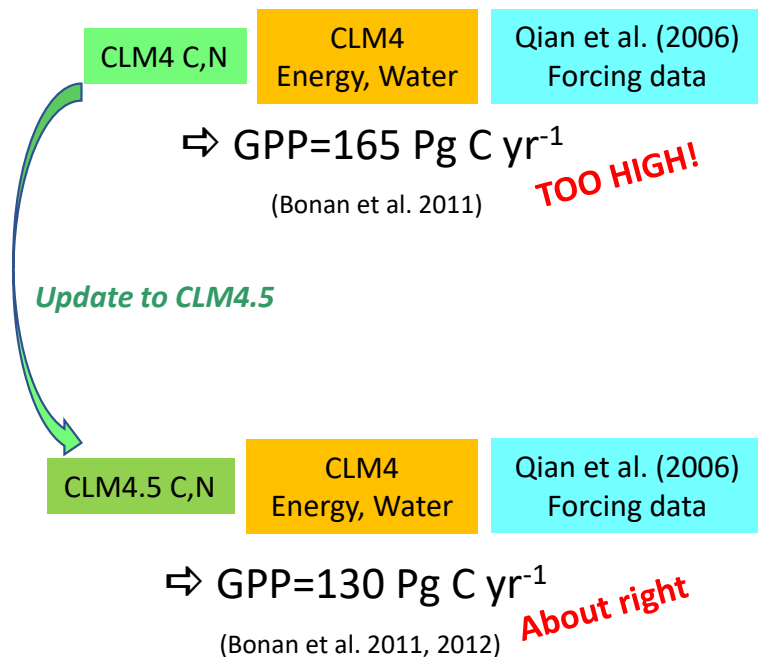 CLM4 C,N
CLM4
Energy, Water
Qian et al. (2006)
Forcing data
⇨ GPP=165 Pg C yr⁻¹
TOO HIGH!
(Bonan et al. 2011)
Update to CLM4.5
CLM4.5 C,N
CLM4
Energy, Water
Qian et al. (2006)
Forcing data
⇨ GPP=130 Pg C yr⁻¹
About right
(Bonan et al. 2011, 2012)